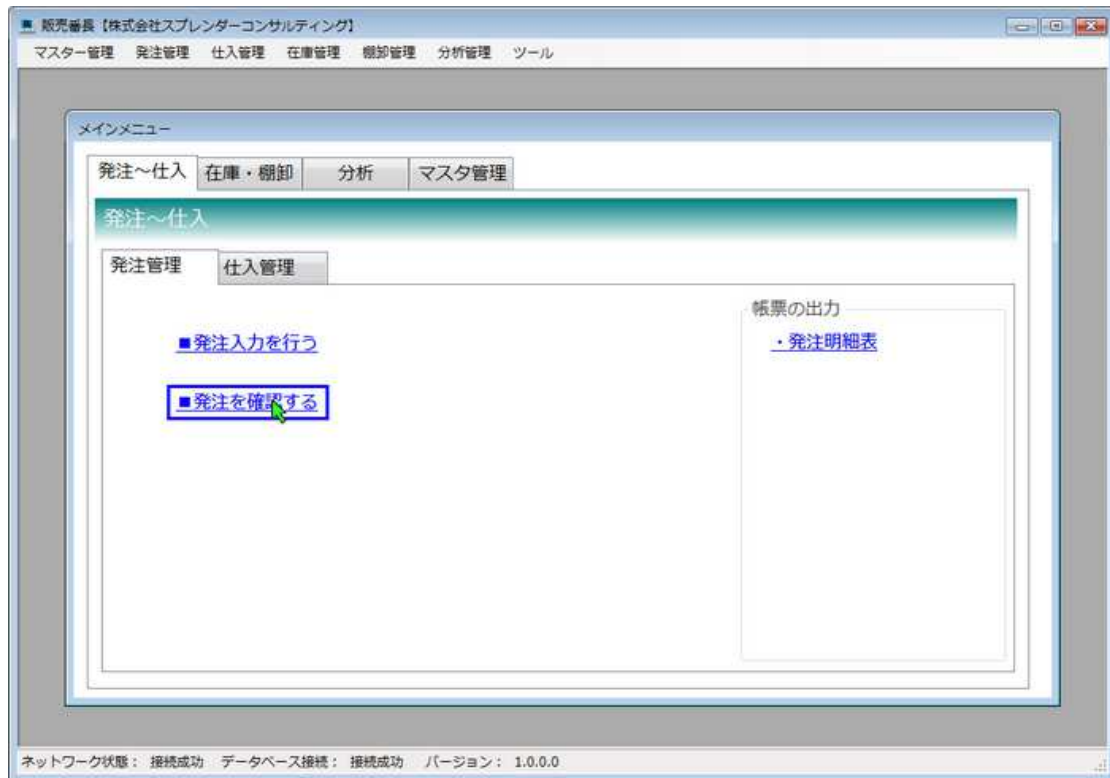 販売番長【株式会社スプレンダーコンサルティング】
マスター管理 発注管理 仕入管理 在庫管理 棚卸管理 分析管理 ツール
メインメニュー
発注～仕入 在庫・棚卸 分析 マスタ管理
発注～仕入
発注管理 仕入管理
帳票の出力
■発注入力を行う ・発注明細表
■発注を確認する
ネットワーク状態： 接続成功 データベース接続： 接続成功 バージョン： 1.0.0.0